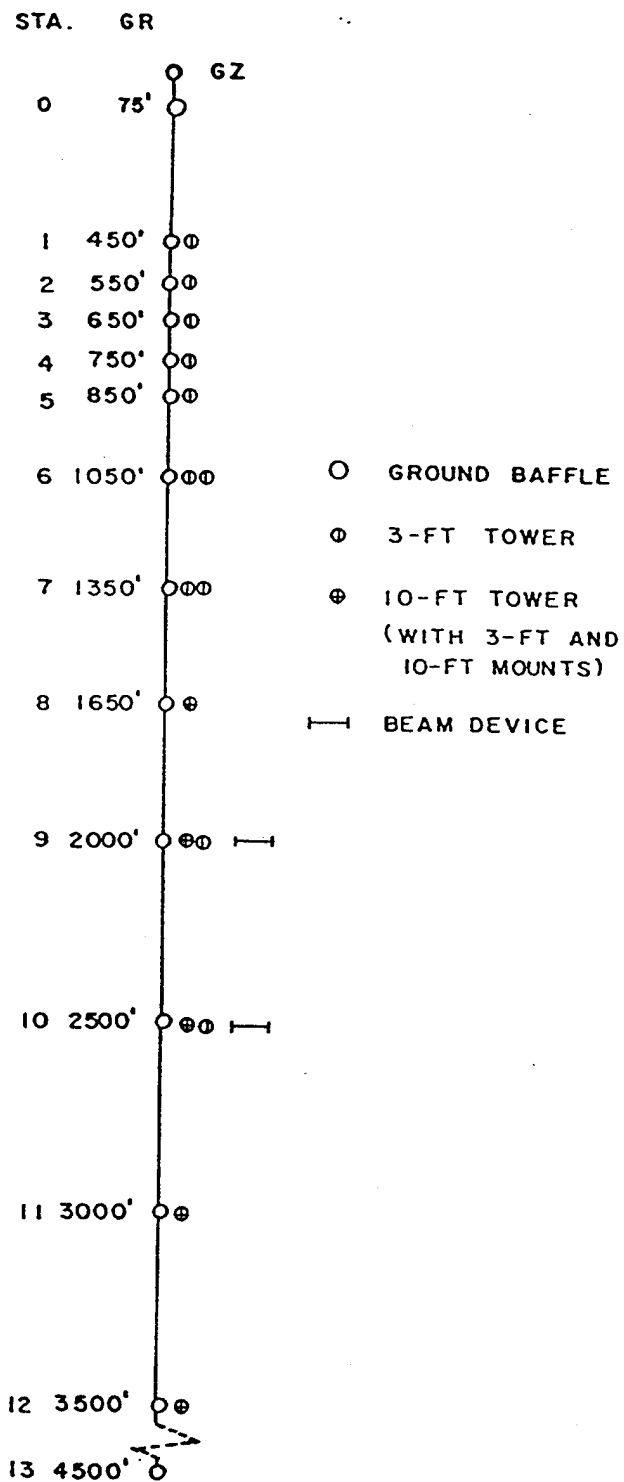 STA. GR
GZ
0 75'
1 450'
2 550'
3 650'
4 750'
5 850'
6 1050'
GROUND BAFFLE
3-FT TOWER
7 1350'
10-FT TOWER
(WITH 3-FT AND
10-FT MOUNTS)
8 1650'
BEAM DEVICE
9 2000'
10 2500'
11 3000'
12 3500'
13 4500'